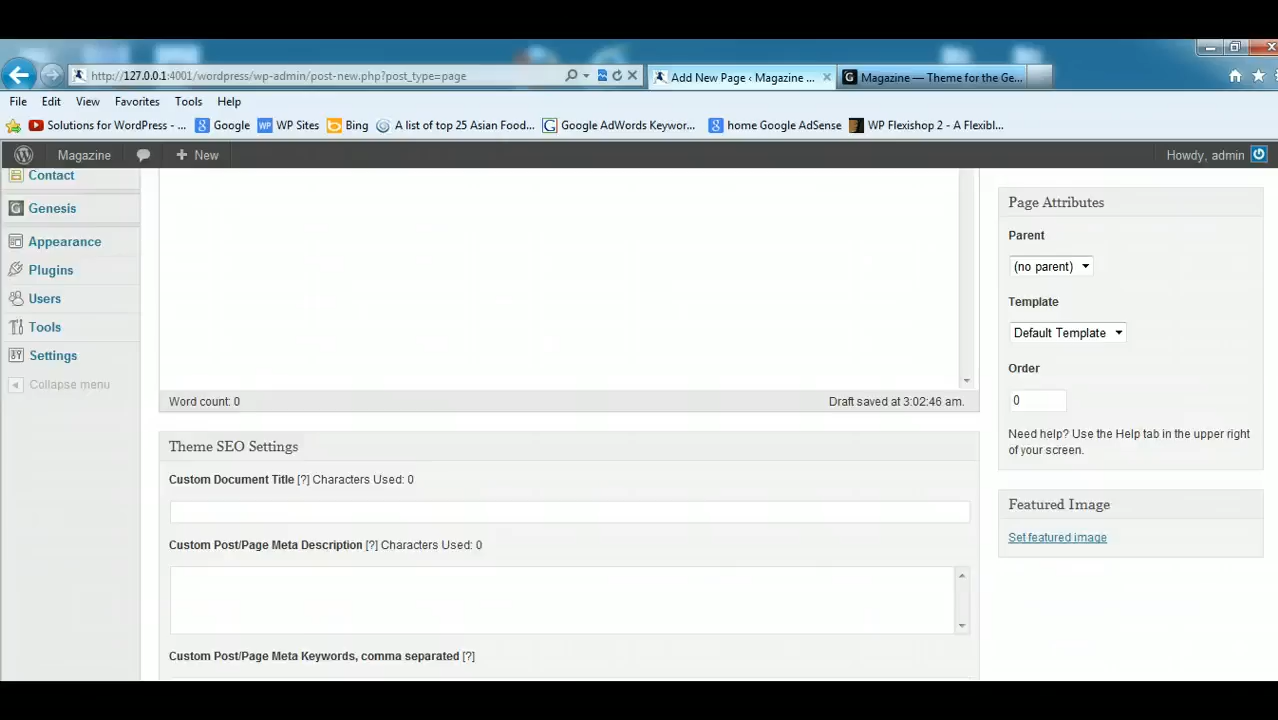 http://127.0.0.1:4001/wordpress/wp-admin/post-new.php?post_type=page
Add New Page ‹ Magazine ...
Magazine — Theme for the Ge...
File Edit View Favorites Tools Help
Solutions for WordPress - ...
Google
WP Sites
Bing
A list of top 25 Asian Food...
Google AdWords Keywor...
home Google AdSense
WP Flexishop 2 - A Flexibl...
Magazine
New
Howdy, admin
Contact
Genesis
Appearance
Plugins
Users
Tools
Settings
Collapse menu
Word count: 0
Draft saved at 3:02:46 am.
Theme SEO Settings
Custom Document Title [?] Characters Used: 0
Custom Post/Page Meta Description [?] Characters Used: 0
Custom Post/Page Meta Keywords, comma separated [?]
Page Attributes
Parent
(no parent)
Template
Default Template
Order
0
Need help? Use the Help tab in the upper right
of your screen.
Featured Image
Set featured image